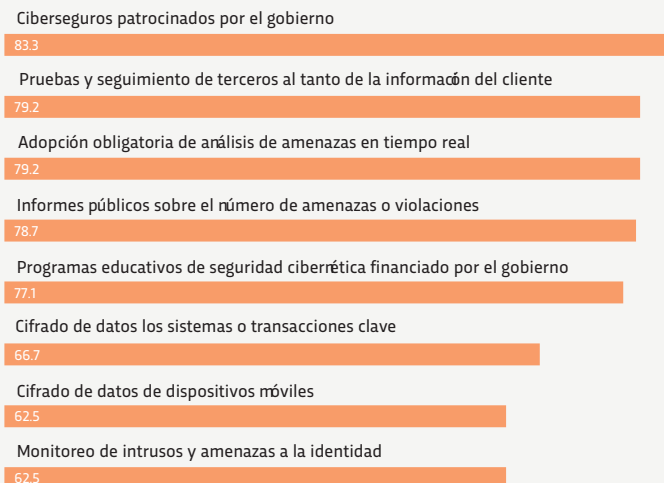 Ciberseguros patrocinados por el gobierno
83.3
Pruebas y seguimiento de terceros al tanto de la información del cliente
79.2
Adopción obligatoria de análisis de amenazas en tiempo real
79.2
Informes públicos sobre el número de amenazas o violaciones
78.7
Programas educativos de seguridad cibernética financiado por el gobierno
77.1
Cifrado de datos los sistemas o transacciones clave
66.7
Cifrado de datos de dispositivos móviles
62.5
Monitoreo de intrusos y amenazas a la identidad
62.5